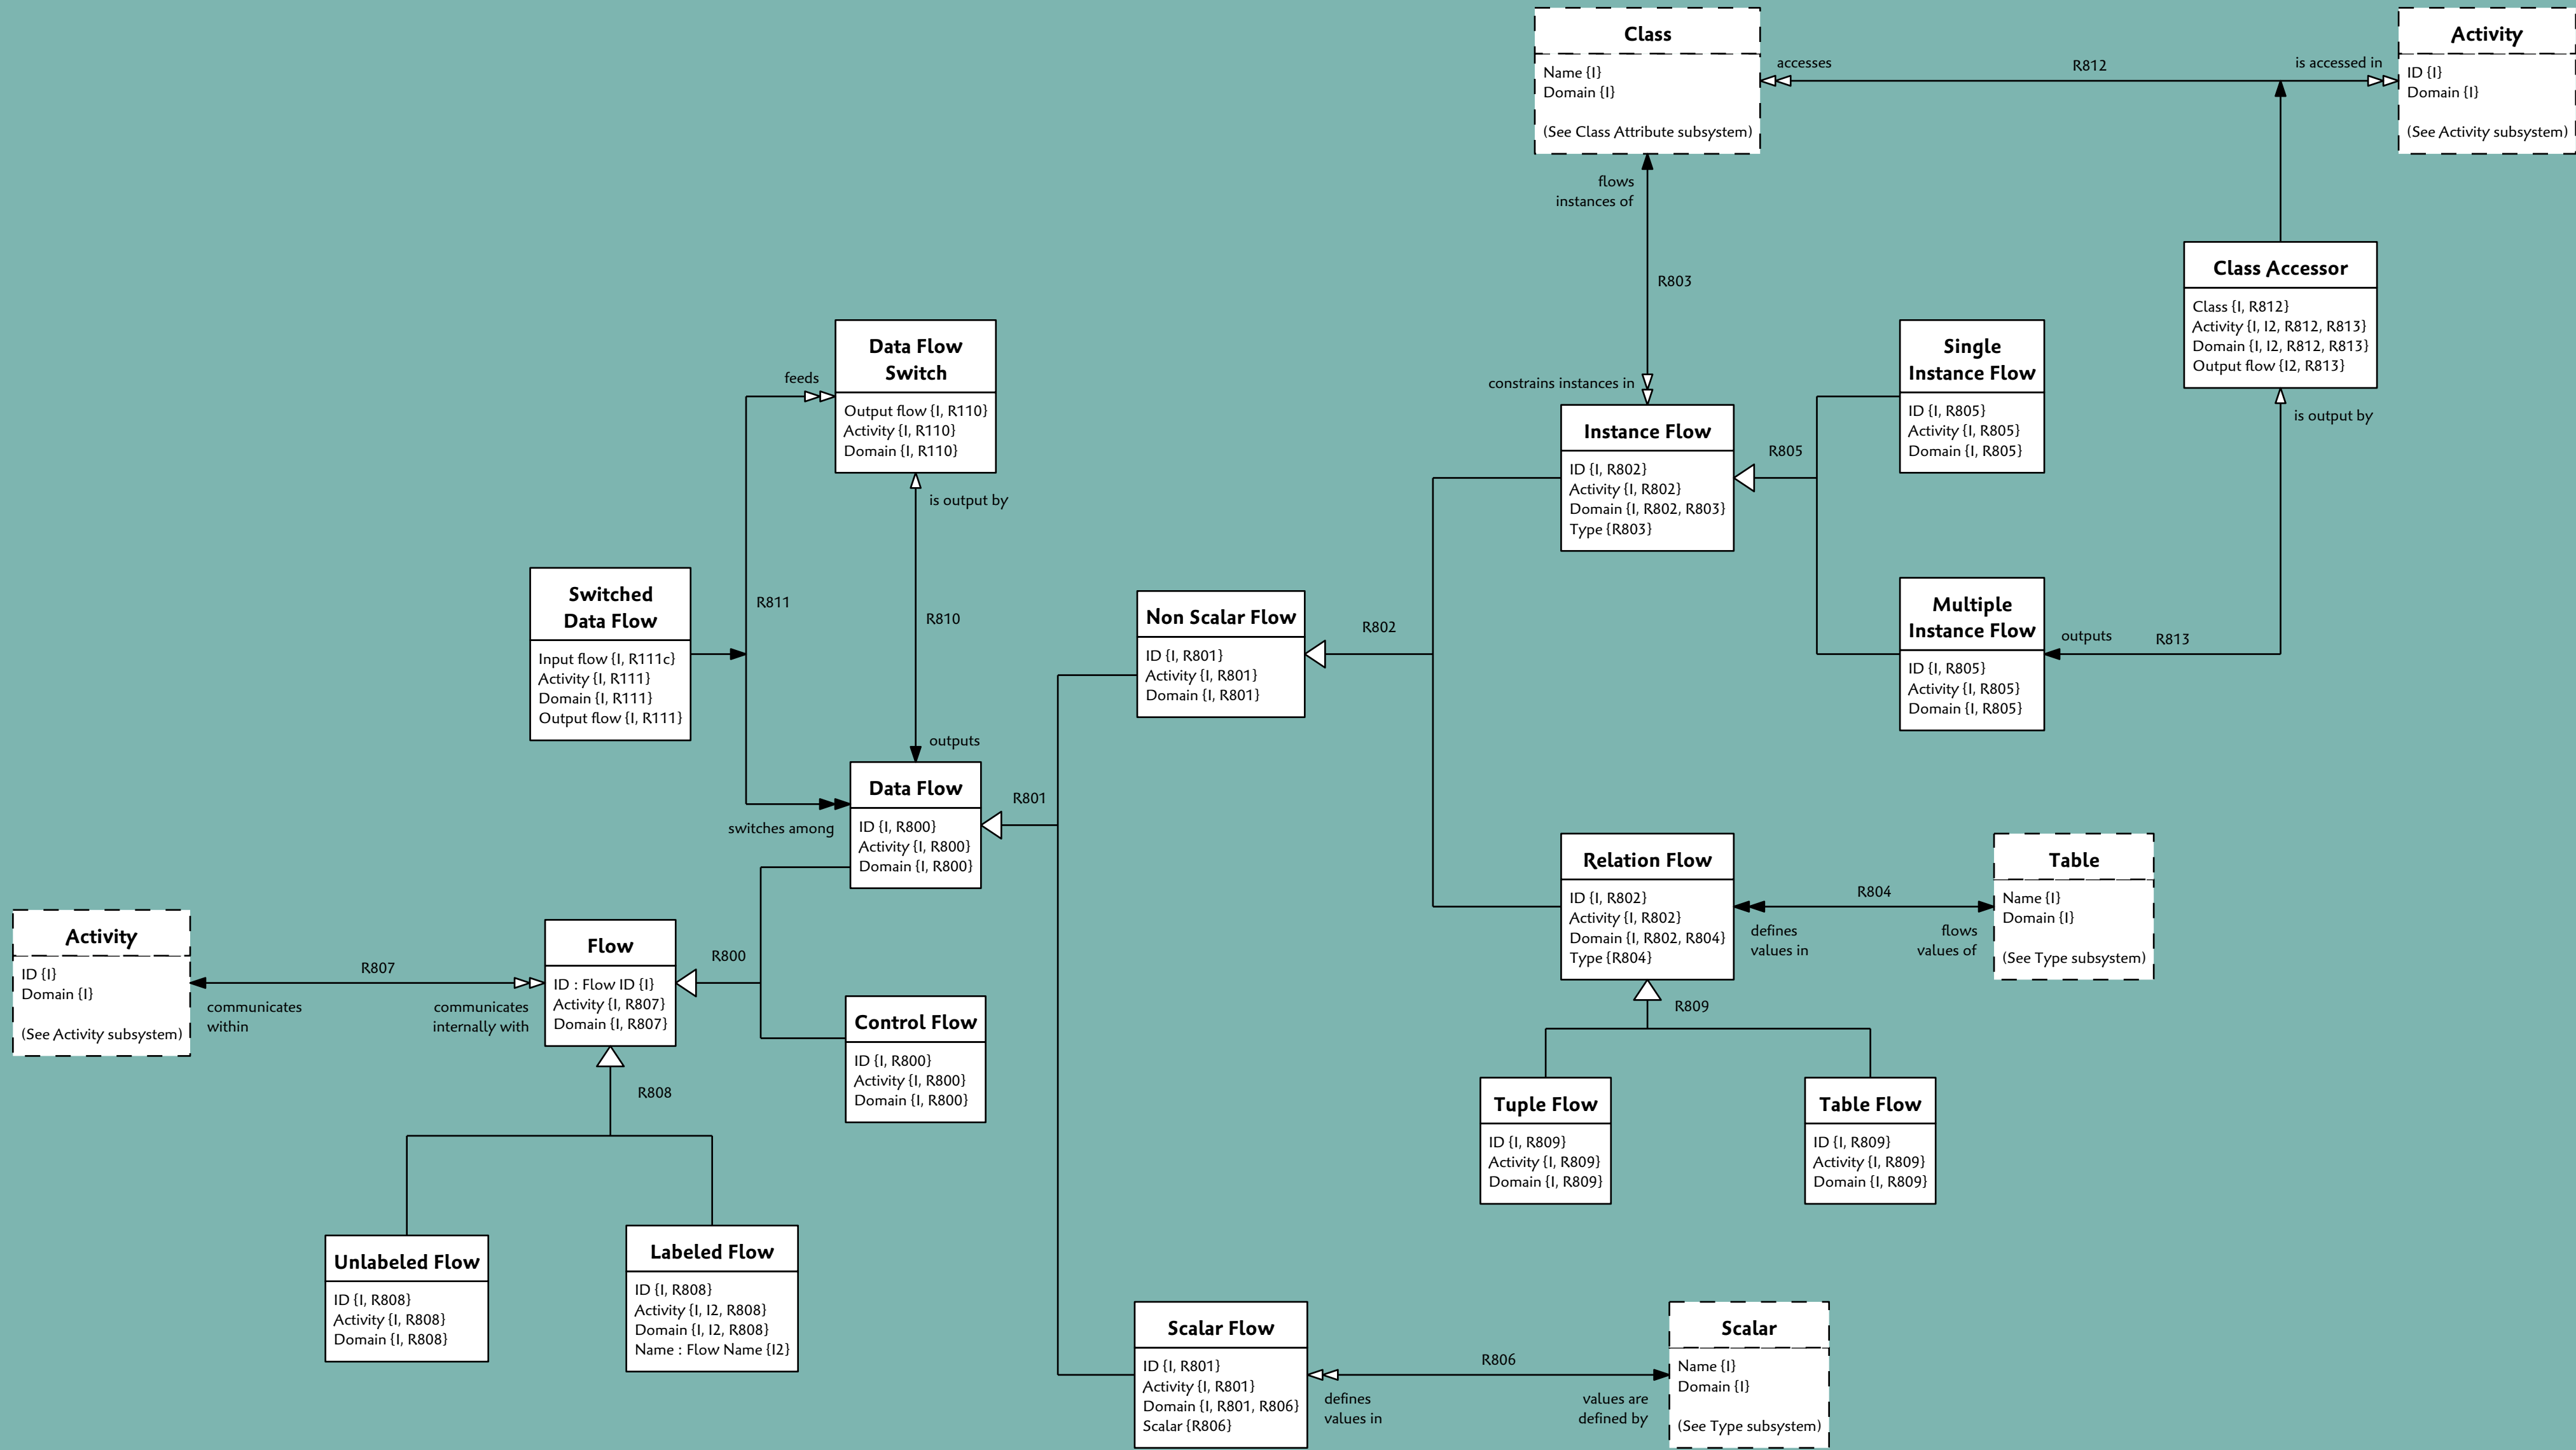 Class
Name {I}
Domain {I}
(See Class Attribute subsystem)
accesses
R812
is accessed in
Activity
ID {I}
Domain {I}
(See Activity subsystem)
flows
instances of
R803
constrains instances in
Class Accessor
Class {I, R812}
Activity {I, I2, R812, R813}
Domain {I, I2, R812, R813}
Output flow {I2, R813}
is output by
Data Flow
Switch
Output flow {I, R110}
Activity {I, R110}
Domain {I, R110}
feeds
is output by
R811
R810
outputs
switches among
Switched
Data Flow
Input flow {I, R111c}
Activity {I, R111}
Domain {I, R111}
Output flow {I, R111}
Single
Instance Flow
ID {I, R805}
Activity {I, R805}
Domain {I, R805}
Instance Flow
ID {I, R802}
Activity {I, R802}
Domain {I, R802, R803}
Type {R803}
R805
Multiple
Instance Flow
ID {I, R805}
Activity {I, R805}
Domain {I, R805}
outputs
R813
Non Scalar Flow
ID {I, R801}
Activity {I, R801}
Domain {I, R801}
R802
Data Flow
ID {I, R800}
Activity {I, R800}
Domain {I, R800}
R801
Relation Flow
ID {I, R802}
Activity {I, R802}
Domain {I, R802, R804}
Type {R804}
R804
defines
values in
flows
values of
Table
Name {I}
Domain {I}
(See Type subsystem)
R809
Activity
ID {I}
Domain {I}
(See Activity subsystem)
R807
communicates
within
communicates
internally with
Flow
ID : Flow ID {I}
Activity {I, R807}
Domain {I, R807}
R800
Control Flow
ID {I, R800}
Activity {I, R800}
Domain {I, R800}
R808
Tuple Flow
ID {I, R809}
Activity {I, R809}
Domain {I, R809}
Table Flow
ID {I, R809}
Activity {I, R809}
Domain {I, R809}
Unlabeled Flow
ID {I, R808}
Activity {I, R808}
Domain {I, R808}
Labeled Flow
ID {I, R808}
Activity {I, I2, R808}
Domain {I, I2, R808}
Name : Flow Name {I2}
Scalar Flow
ID {I, R801}
Activity {I, R801}
Domain {I, R801, R806}
Scalar {R806}
R806
defines
values in
values are
defined by
Scalar
Name {I}
Domain {I}
(See Type subsystem)